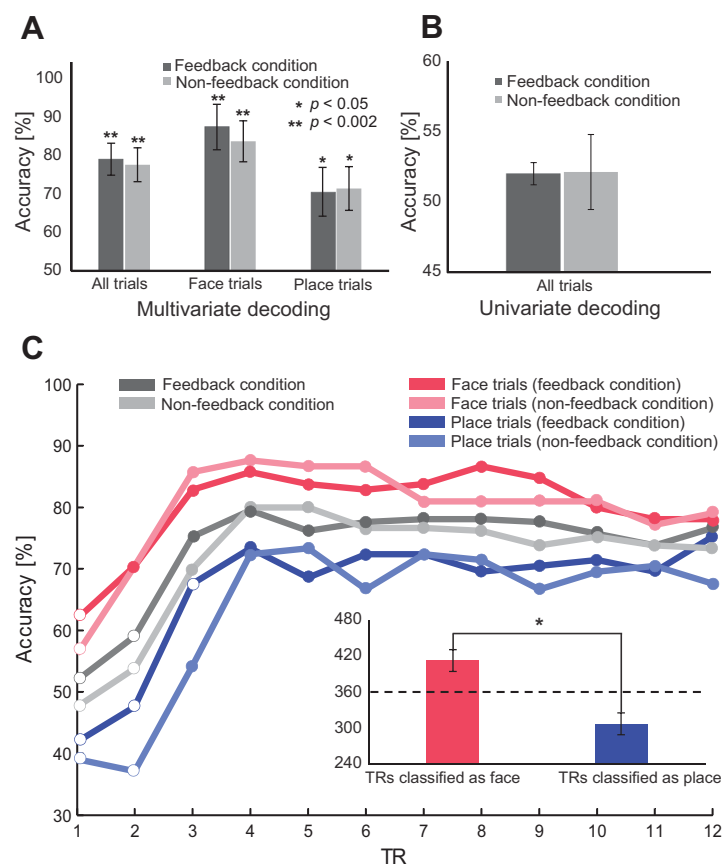 A
Accuracy [%]
100
90
80
70
60
50
Feedback condition
Non-feedback condition
* p < 0.05
** p < 0.002
** **
** **
* *
All trials
Face trials
Place trials
Multivariate decoding
B
Accuracy [%]
60
55
50
45
Feedback condition
Non-feedback condition
All trials
Univariate decoding
C
Accuracy [%]
100
90
80
70
60
50
40
30
Feedback condition
Non-feedback condition
Face trials (feedback condition)
Face trials (non-feedback condition)
Place trials (feedback condition)
Place trials (non-feedback condition)
480
420
360
300
240
*
TRs classified as face
TRs classified as place
1 2 3 4 5 6 7 8 9 10 11 12
TR